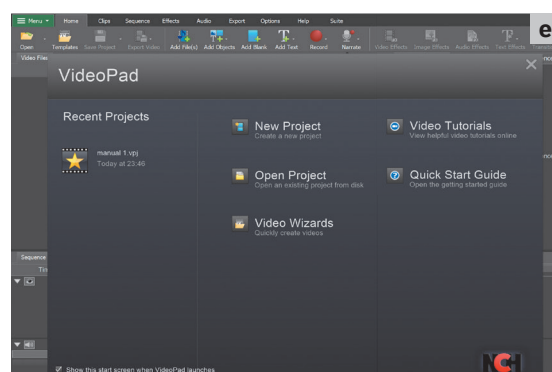 Menu Home Clips Sequence Effects Audio Export Options Help Suite
Open Templates Save Project Export Video Add File(s) Add Objects Add Blank Add Text Record Narrate Video Effects Image Effects Audio Effects Text Effects
e
Video Files
VideoPad
Recent Projects
manual 1.vpj
Today at 23:46
New Project
Create a new project
Open Project
Open an existing project from disk
Video Wizards
Quickly create videos
Video Tutorials
View helpful video tutorials online
Quick Start Guide
Open the getting started guide
Sequence
Show this start screen when VideoPad launches
NCH